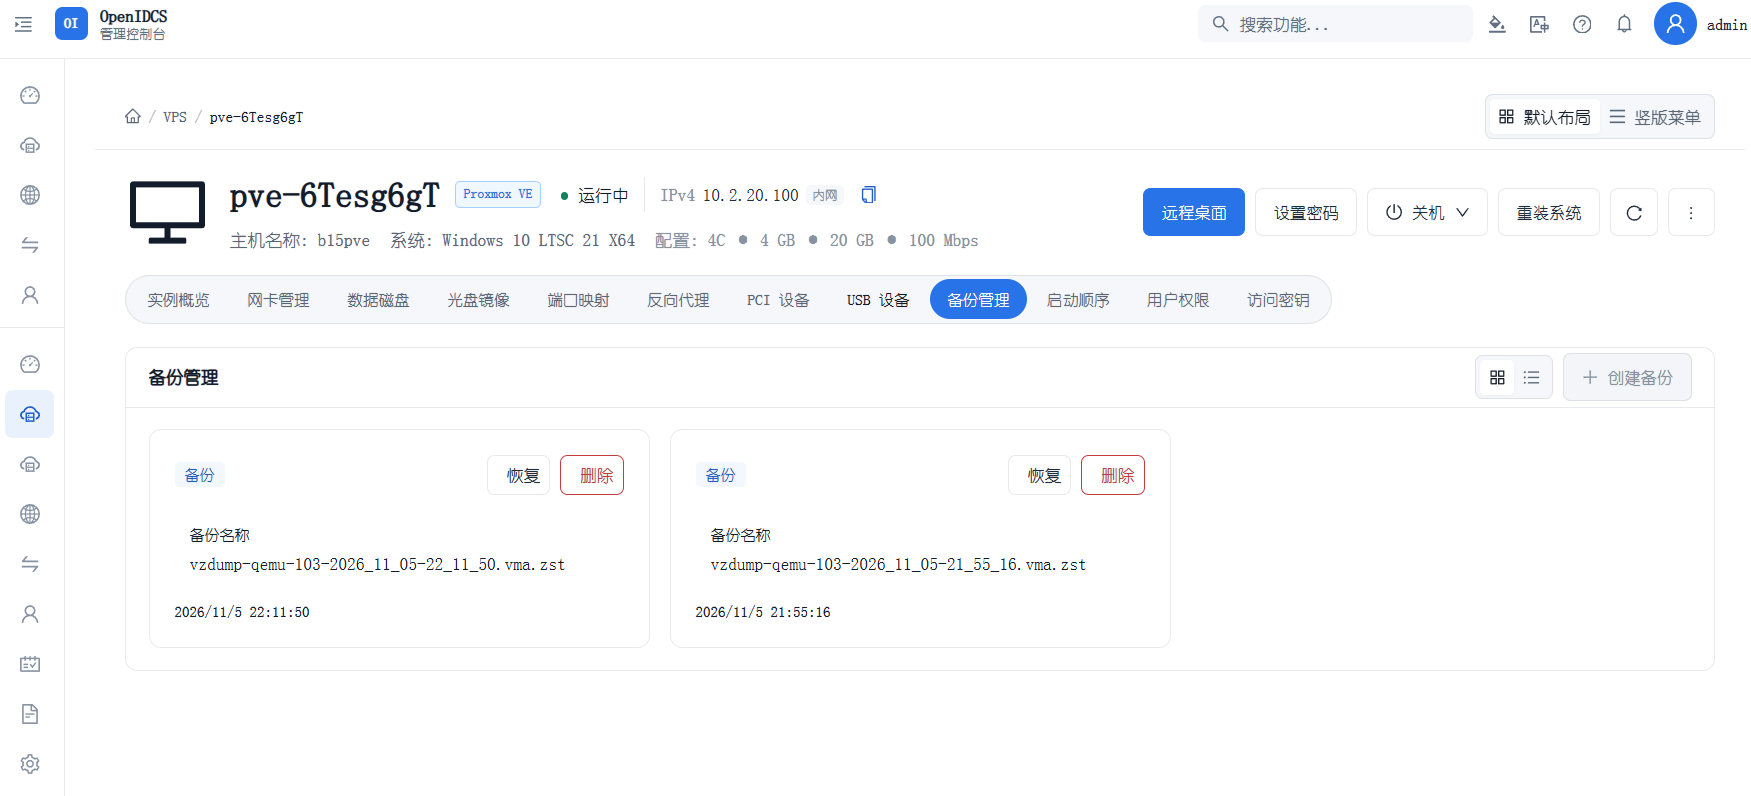 OI OpenIDCS
管理控制台
搜索功能...
admin
/ VPS / pve-6Tesg6gT
默认布局 竖版菜单
pve-6Tesg6gT Proxmox VE 运行中 IPv4 10.2.20.100 内网
主机名称: b15pve 系统: Windows 10 LTSC 21 X64 配置: 4C ● 4 GB ● 20 GB ● 100 Mbps
远程桌面 设置密码 关机 重装系统
实例概览 网卡管理 数据磁盘 光盘镜像 端口映射 反向代理 PCI 设备 USB 设备 备份管理 启动顺序 用户权限 访问密钥
备份管理
创建备份
备份 恢复 删除
备份名称
vzdump-qemu-103-2026_11_05-22_11_50.vma.zst
2026/11/5 22:11:50
备份 恢复 删除
备份名称
vzdump-qemu-103-2026_11_05-21_55_16.vma.zst
2026/11/5 21:55:16